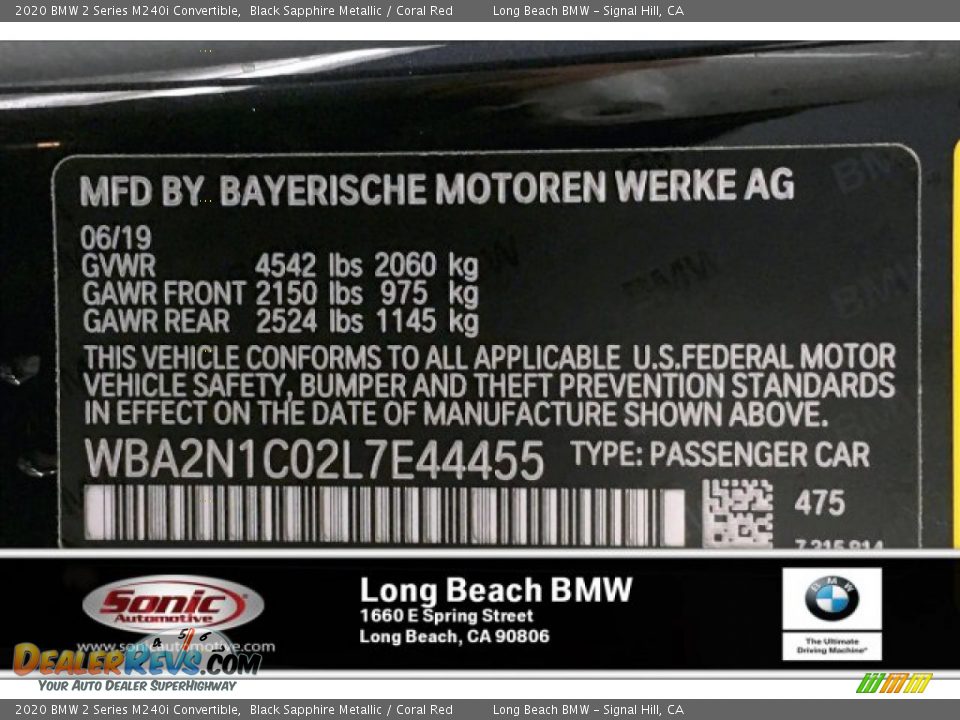 2020 BMW 2 Series M240i Convertible, Black Sapphire Metallic / Coral Red Long Beach BMW - Signal Hill, CA
MFD BY BAYERISCHE MOTOREN WERKE AG
06/19
GVWR 4542 lbs 2060 kg
GAWR FRONT 2150 lbs 975 kg
GAWR REAR 2524 lbs 1145 kg
THIS VEHICLE CONFORMS TO ALL APPLICABLE U.S.FEDERAL MOTOR
VEHICLE SAFETY, BUMPER AND THEFT PREVENTION STANDARDS
IN EFFECT ON THE DATE OF MANUFACTURE SHOWN ABOVE.
WBA2N1C02L7E44455 TYPE: PASSENGER CAR
475
Sonic
Automotive
www.sonicautomotive.com
Long Beach BMW
1660 E Spring Street
Long Beach, CA 90806
BMW
The Ultimate
Driving Machine®
DealerRevs.com
Your Auto Dealer SuperHighway
2020 BMW 2 Series M240i Convertible, Black Sapphire Metallic / Coral Red Long Beach BMW - Signal Hill, CA